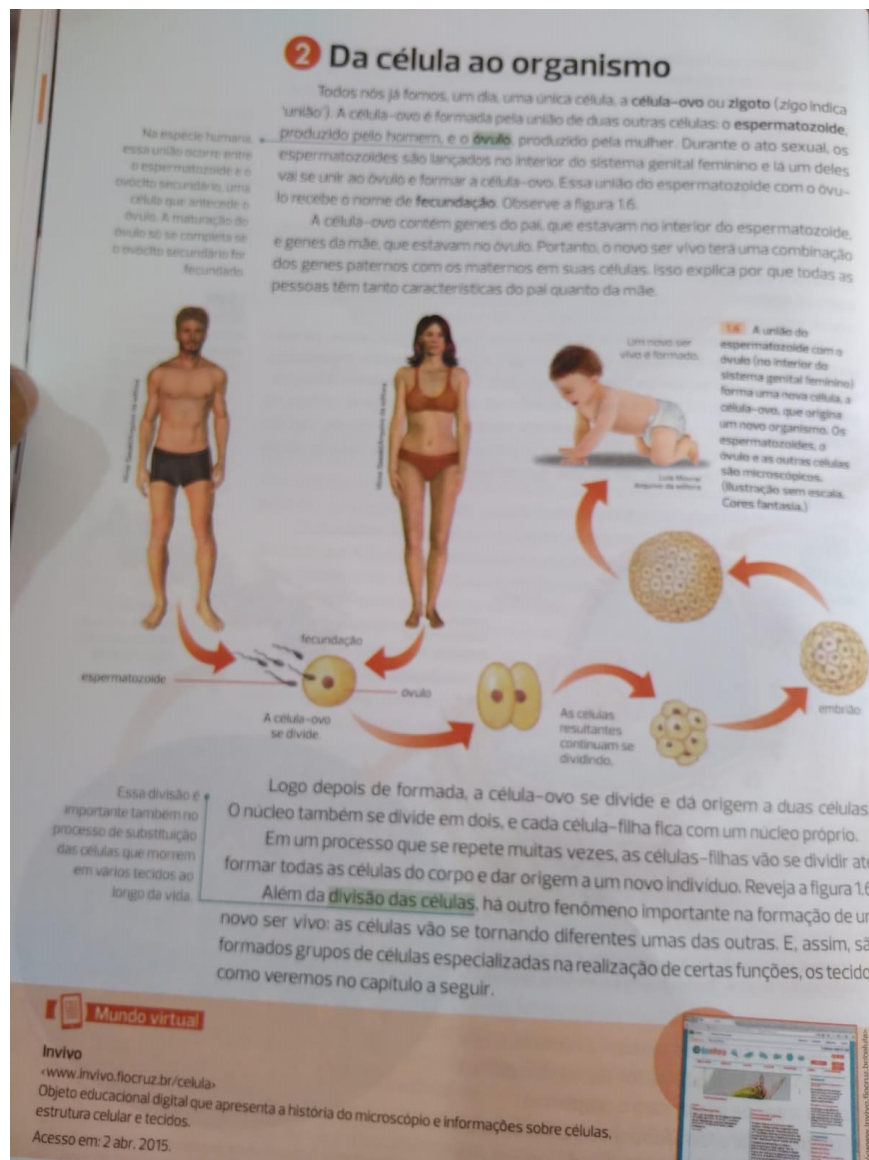 2 Da célula ao organismo
Todos nós já fomos, um dia, uma única célula, a célula-ovo ou zigoto (zigo indica
'união'). A célula-ovo é formada pela união de duas outras células: o espermatozoide,
produzido pelo homem, e o óvulo, produzido pela mulher. Durante o ato sexual, os
espermatozoides são lançados no interior do sistema genital feminino e lá um deles
vai se unir ao óvulo e formar a célula-ovo. Essa união do espermatozoide com o óvu-
lo recebe o nome de fecundação. Observe a figura 1.6.
A célula-ovo contém genes do pai, que estavam no interior do espermatozoide,
e genes da mãe, que estavam no óvulo. Portanto, o novo ser vivo terá uma combinação
dos genes paternos com os maternos em suas células. Isso explica por que todas as
pessoas têm tanto características do pai quanto da mãe.
Na espécie humana,
essa união ocorre entre
o espermatozoide e o
ovócito secundário, uma
célula que antecede o
óvulo. A maturação do
óvulo só se completa se
o ovócito secundário for
fecundado.
Um novo ser
vivo é formado.
1.6 A união do
espermatozoide com o
óvulo (no interior do
sistema genital feminino)
forma uma nova célula, a
célula-ovo, que origina
um novo organismo. Os
espermatozoides, o
óvulo e as outras células
são microscópicos.
(Ilustração sem escala.
Cores fantasia.)
Luis Moura/
Arquivo da editora
fecundação
espermatozoide
óvulo
A célula-ovo
se divide.
As células
resultantes
continuam se
dividindo.
embrião
Logo depois de formada, a célula-ovo se divide e dá origem a duas células
O núcleo também se divide em dois, e cada célula-filha fica com um núcleo próprio.
Em um processo que se repete muitas vezes, as células-filhas vão se dividir até
formar todas as células do corpo e dar origem a um novo indivíduo. Reveja a figura 1.6
Além da divisão das células, há outro fenômeno importante na formação de um
novo ser vivo: as células vão se tornando diferentes umas das outras. E, assim, sã
formados grupos de células especializadas na realização de certas funções, os tecido
como veremos no capítulo a seguir.
Essa divisão é
importante também no
processo de substituição
das células que morrem
em vários tecidos ao
longo da vida.
Mundo virtual
Invivo
<www.invivo.fiocruz.br/celula>
Objeto educacional digital que apresenta a história do microscópio e informações sobre células,
estrutura celular e tecidos.
Acesso em: 2 abr. 2015.